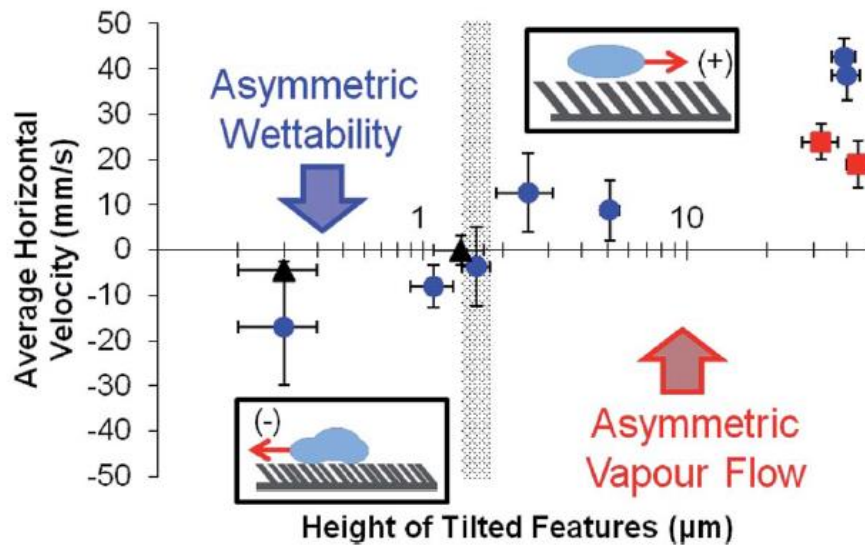 50
40
30
20
10
0
-10
-20
-30
-40
-50
Average Horizontal
Velocity (mm/s)
Asymmetric
Wettability
(+)
1
10
(-)
Asymmetric
Vapour Flow
Height of Tilted Features (μm)